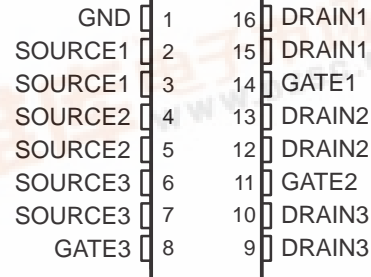 GND 1 16 DRAIN1
SOURCE1 2 15 DRAIN1
SOURCE1 3 14 GATE1
SOURCE2 4 13 DRAIN2
SOURCE2 5 12 DRAIN2
SOURCE3 6 11 GATE2
SOURCE3 7 10 DRAIN3
GATE3 8 9 DRAIN3